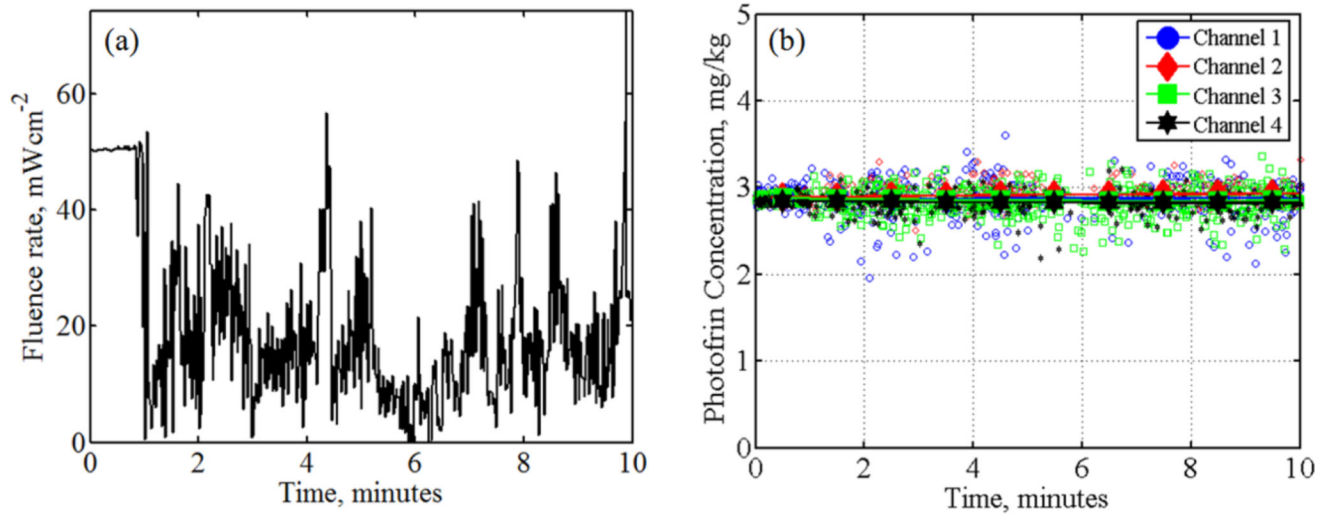 (a)
Fluence rate, mWcm⁻²
60
40
20
0
0 2 4 6 8 10
Time, minutes
(b)
Channel 1
Channel 2
Channel 3
Channel 4
Photofrin Concentration, mg/kg
5
4
3
2
1
0
0 2 4 6 8 10
Time, minutes